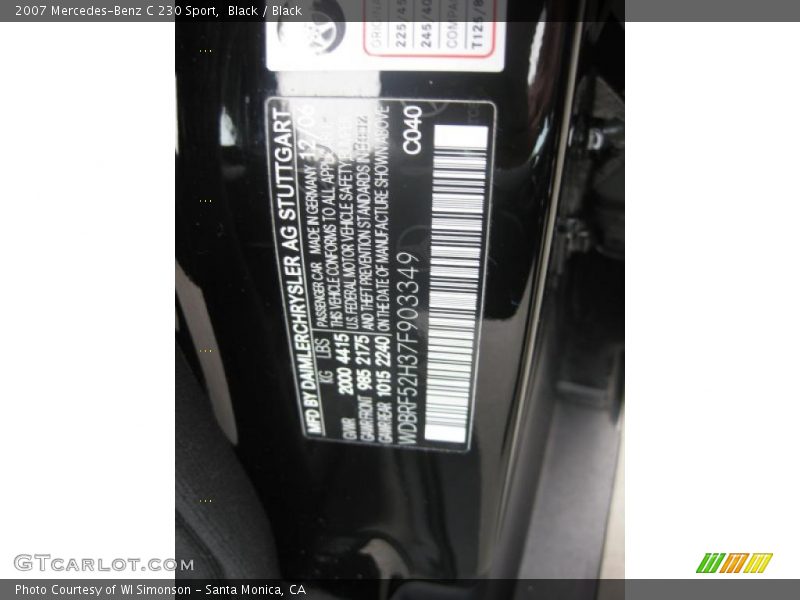 2007 Mercedes-Benz C 230 Sport, Black / Black
225/45
245/40
COMPA
T125/8
MFD BY DAIMLERCHRYSLER AG STUTTGART
KG LBS PASSENGER CAR MADE IN GERMANY 12/06
GVWR 2000 4415 THIS VEHICLE CONFORMS TO ALL
U.S. FEDERAL MOTOR VEHICLE SAFETY
GAWR FRONT 985 2175 AND THEFT PREVENTION STANDARDS IN
GAWR REAR 1015 2240 ON THE DATE OF MANUFACTURE SHOWN ABOVE
WDBRF52H37F903349 C040
GTcarlot.com
Photo Courtesy of WI Simonson - Santa Monica, CA